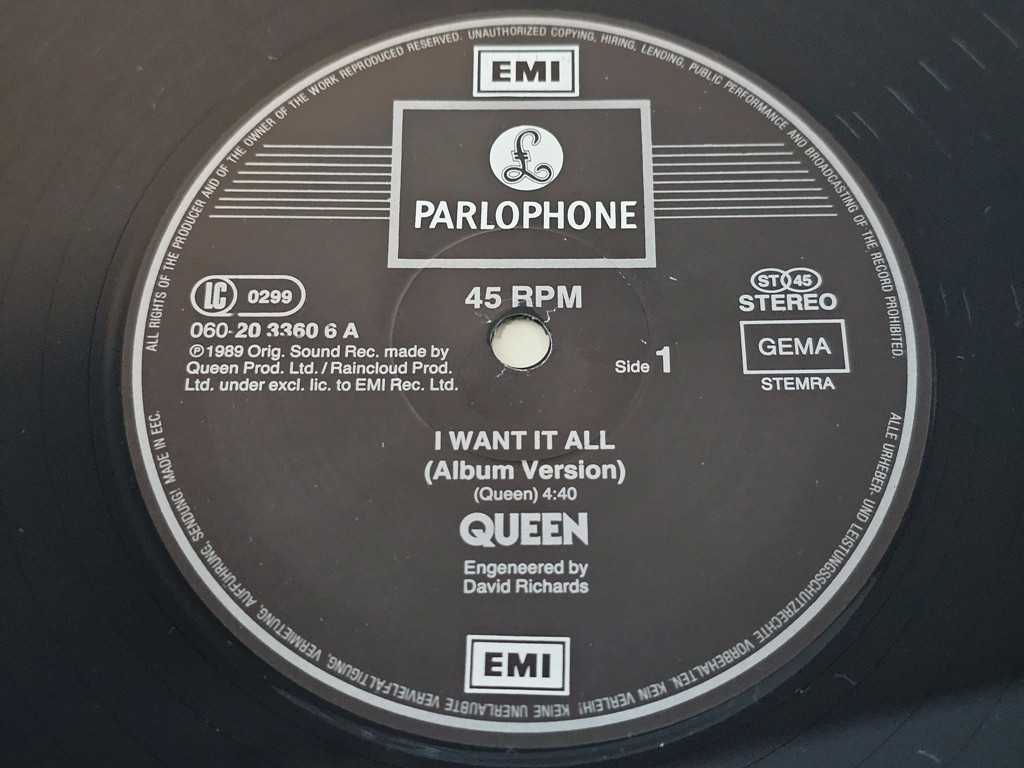 ALL RIGHTS OF THE PRODUCER AND OF THE OWNER OF THE WORK REPRODUCED RESERVED. UNAUTHORIZED COPYING, HIRING, LENDING, PUBLIC PERFORMANCE AND BROADCASTING OF THE RECORD PROHIBITED.
EMI
£
PARLOPHONE
45 RPM
LC 0299
060-20 3360 6 A
℗1989 Orig. Sound Rec. made by
Queen Prod. Ltd. / Raincloud Prod.
Ltd. under excl. lic. to EMI Rec. Ltd.
ST 45
STEREO
GEMA
STEMRA
Side 1
I WANT IT ALL
(Album Version)
(Queen) 4:40
QUEEN
Engeneered by
David Richards
EMI
ALLE URHEBER- UND LEISTUNGSSCHUTZRECHTE VORBEHALTEN. KEIN VERLEIH! KEINE UNERLAUBTE VERVIELFÄLTIGUNG, VERMIETUNG, AUFFÜHRUNG, SENDUNG! MADE IN EEC.